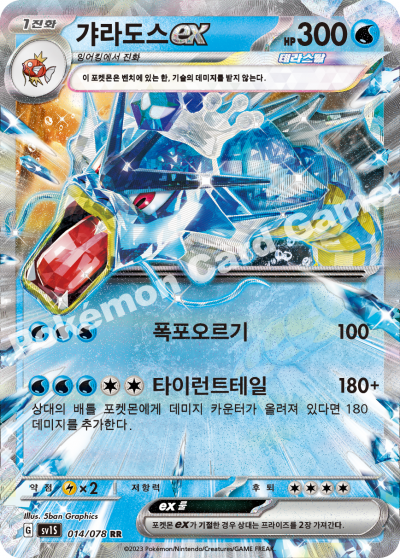 1진화 갸라도스ex HP300
잉어킹에서 진화 테라스탈
이 포켓몬은 벤치에 있는 한, 기술의 데미지를 받지 않는다.
Pokémon Card Game
폭포오르기 100
타이런트테일 180+
상대의 배틀 포켓몬에게 데미지 카운터가 올려져 있다면 180
데미지를 추가한다.
약점 ×2 저항력 후퇴
Illus. 5ban Graphics
ex룰
포켓몬 ex가 기절한 경우 상대는 프라이즈를 2장 가져간다.
G sv1S 014/078 RR
©2023 Pokémon/Nintendo/Creatures/GAME FREAK